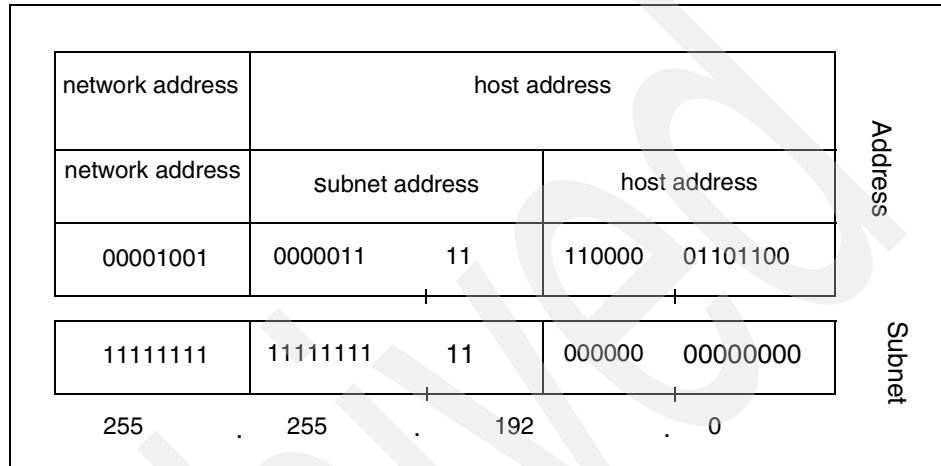 network address host address
network address subnet address host address
00001001 0000011 11 110000 01101100
11111111 11111111 11 000000 00000000
255 . 255 . 192 . 0
Address
Subnet